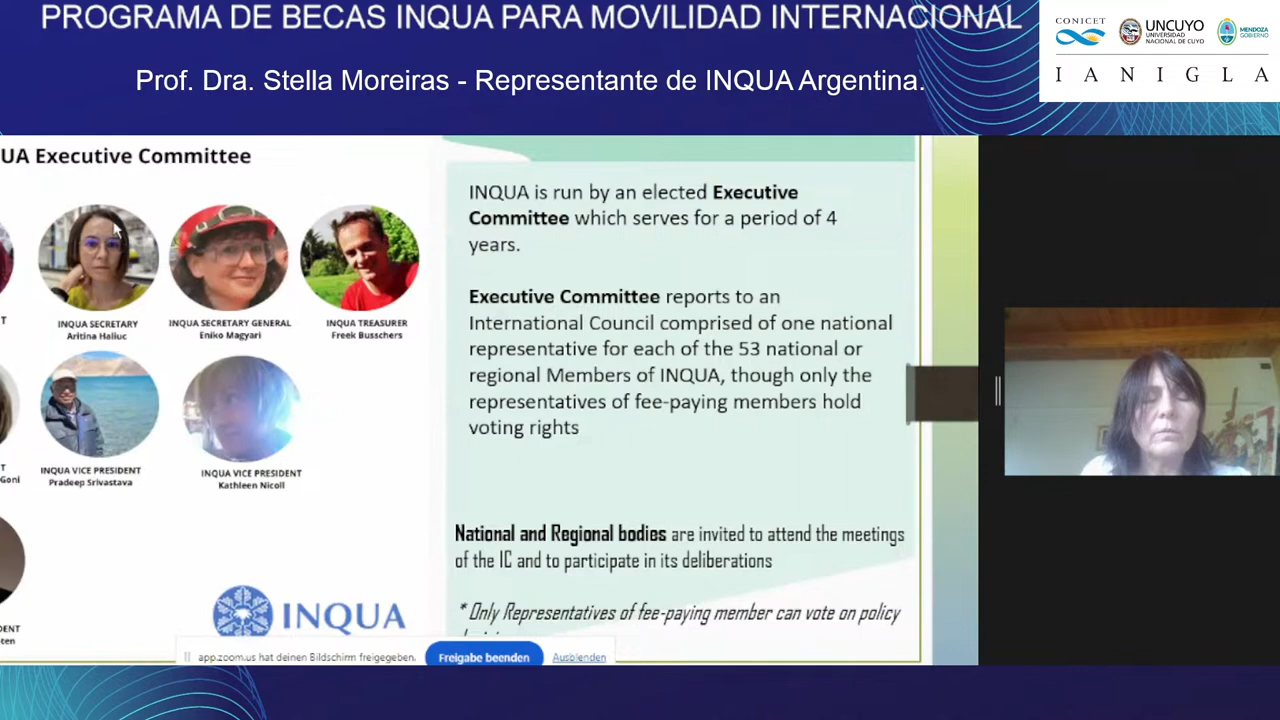 PROGRAMA DE BECAS INQUA PARA MOVILIDAD INTERNACIONAL
Prof. Dra. Stella Moreiras - Representante de INQUA Argentina.
CONICET
UNCUYO
UNIVERSIDAD
NACIONAL DE CUYO
MENDOZA
GOBIERNO
IANIGLA
UA Executive Committee
T
INQUA SECRETARY
Aritina Haliuc
INQUA SECRETARY GENERAL
Eniko Magyari
INQUA TREASURER
Freek Busschers
T
Goni
INQUA VICE PRESIDENT
Pradeep Srivastava
INQUA VICE PRESIDENT
Kathleen Nicoll
DENT
ten
INQUA
INQUA is run by an elected Executive
Committee which serves for a period of 4
years.
Executive Committee reports to an
International Council comprised of one national
representative for each of the 53 national or
regional Members of INQUA, though only the
representatives of fee-paying members hold
voting rights
National and Regional bodies are invited to attend the meetings
of the IC and to participate in its deliberations
* Only Representatives of fee-paying member can vote on policy
app.zoom.us hat deinen Bildschirm freigegeben.
Freigabe beenden
Ausblenden